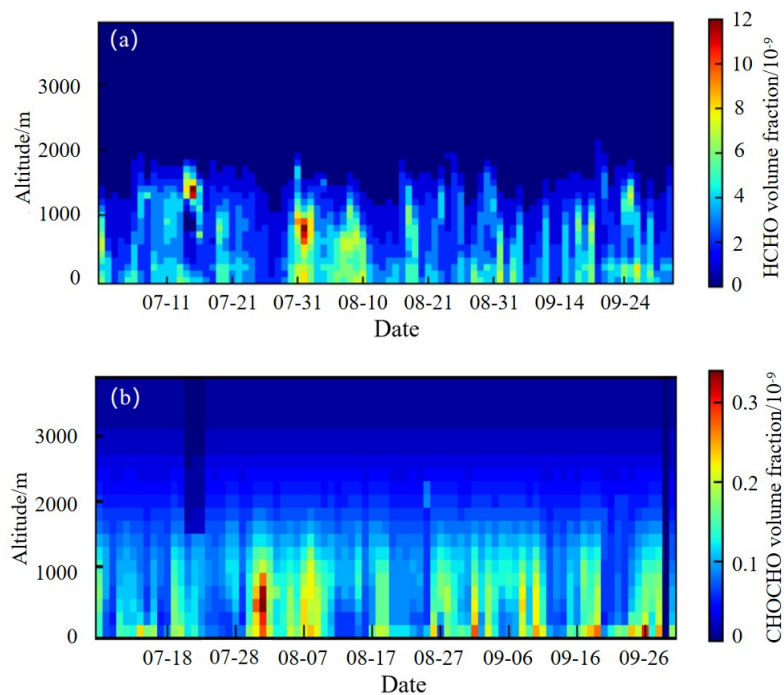 (a)
12
10
8
6
4
2
0
HCHO volume fraction/10⁻⁹
3000
2000
1000
0
Altitude/m
07-11 07-21 07-31 08-10 08-21 08-31 09-14 09-24
Date
(b)
0.3
0.2
0.1
0
CHOCHO volume fraction/10⁻⁹
3000
2000
1000
0
Altitude/m
07-18 07-28 08-07 08-17 08-27 09-06 09-16 09-26
Date